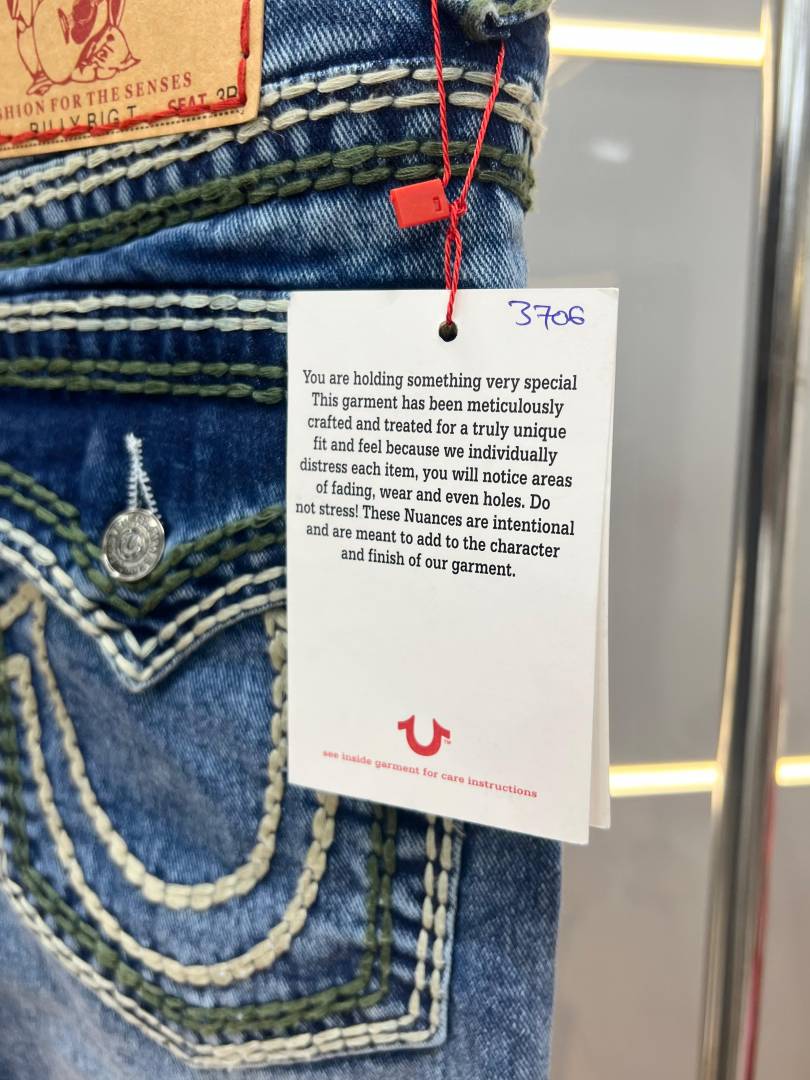 SHION FOR THE SENSES
BILLY BIG T SEAT 3P
3706
You are holding something very special
This garment has been meticulously
crafted and treated for a truly unique
fit and feel because we individually
distress each item, you will notice areas
of fading, wear and even holes. Do
not stress! These Nuances are intentional
and are meant to add to the character
and finish of our garment.
TM
see inside garment for care instructions